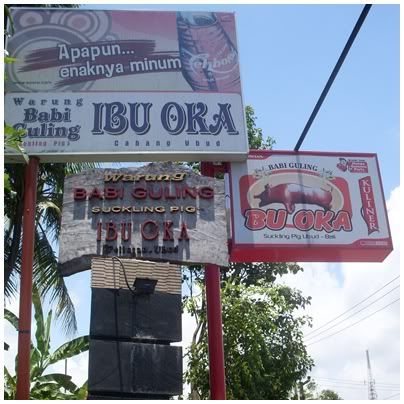 Apapun...
enaknya minum
Warung
Babi
Guling
Suckling Pig
IBU OKA
Cabang Ubud
Warung
BABI GULING
SUCKLING PIG
IBU OKA
Ubud
BABI GULING
BU OKA
Suckling Pig Ubud - Bali
KULINER